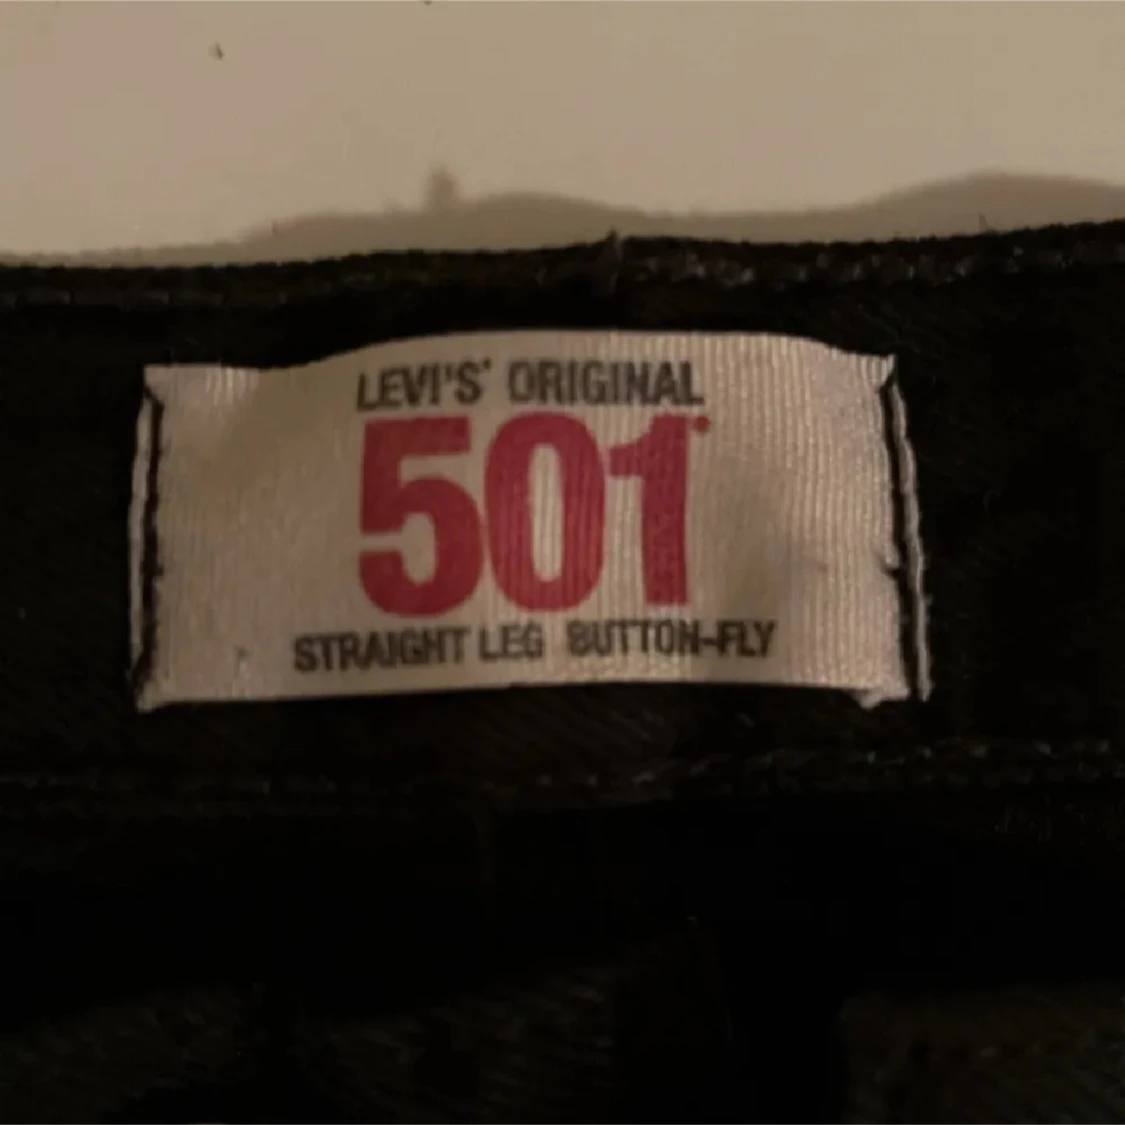 LEVI'S® ORIGINAL
501®
STRAIGHT LEG BUTTON-FLY